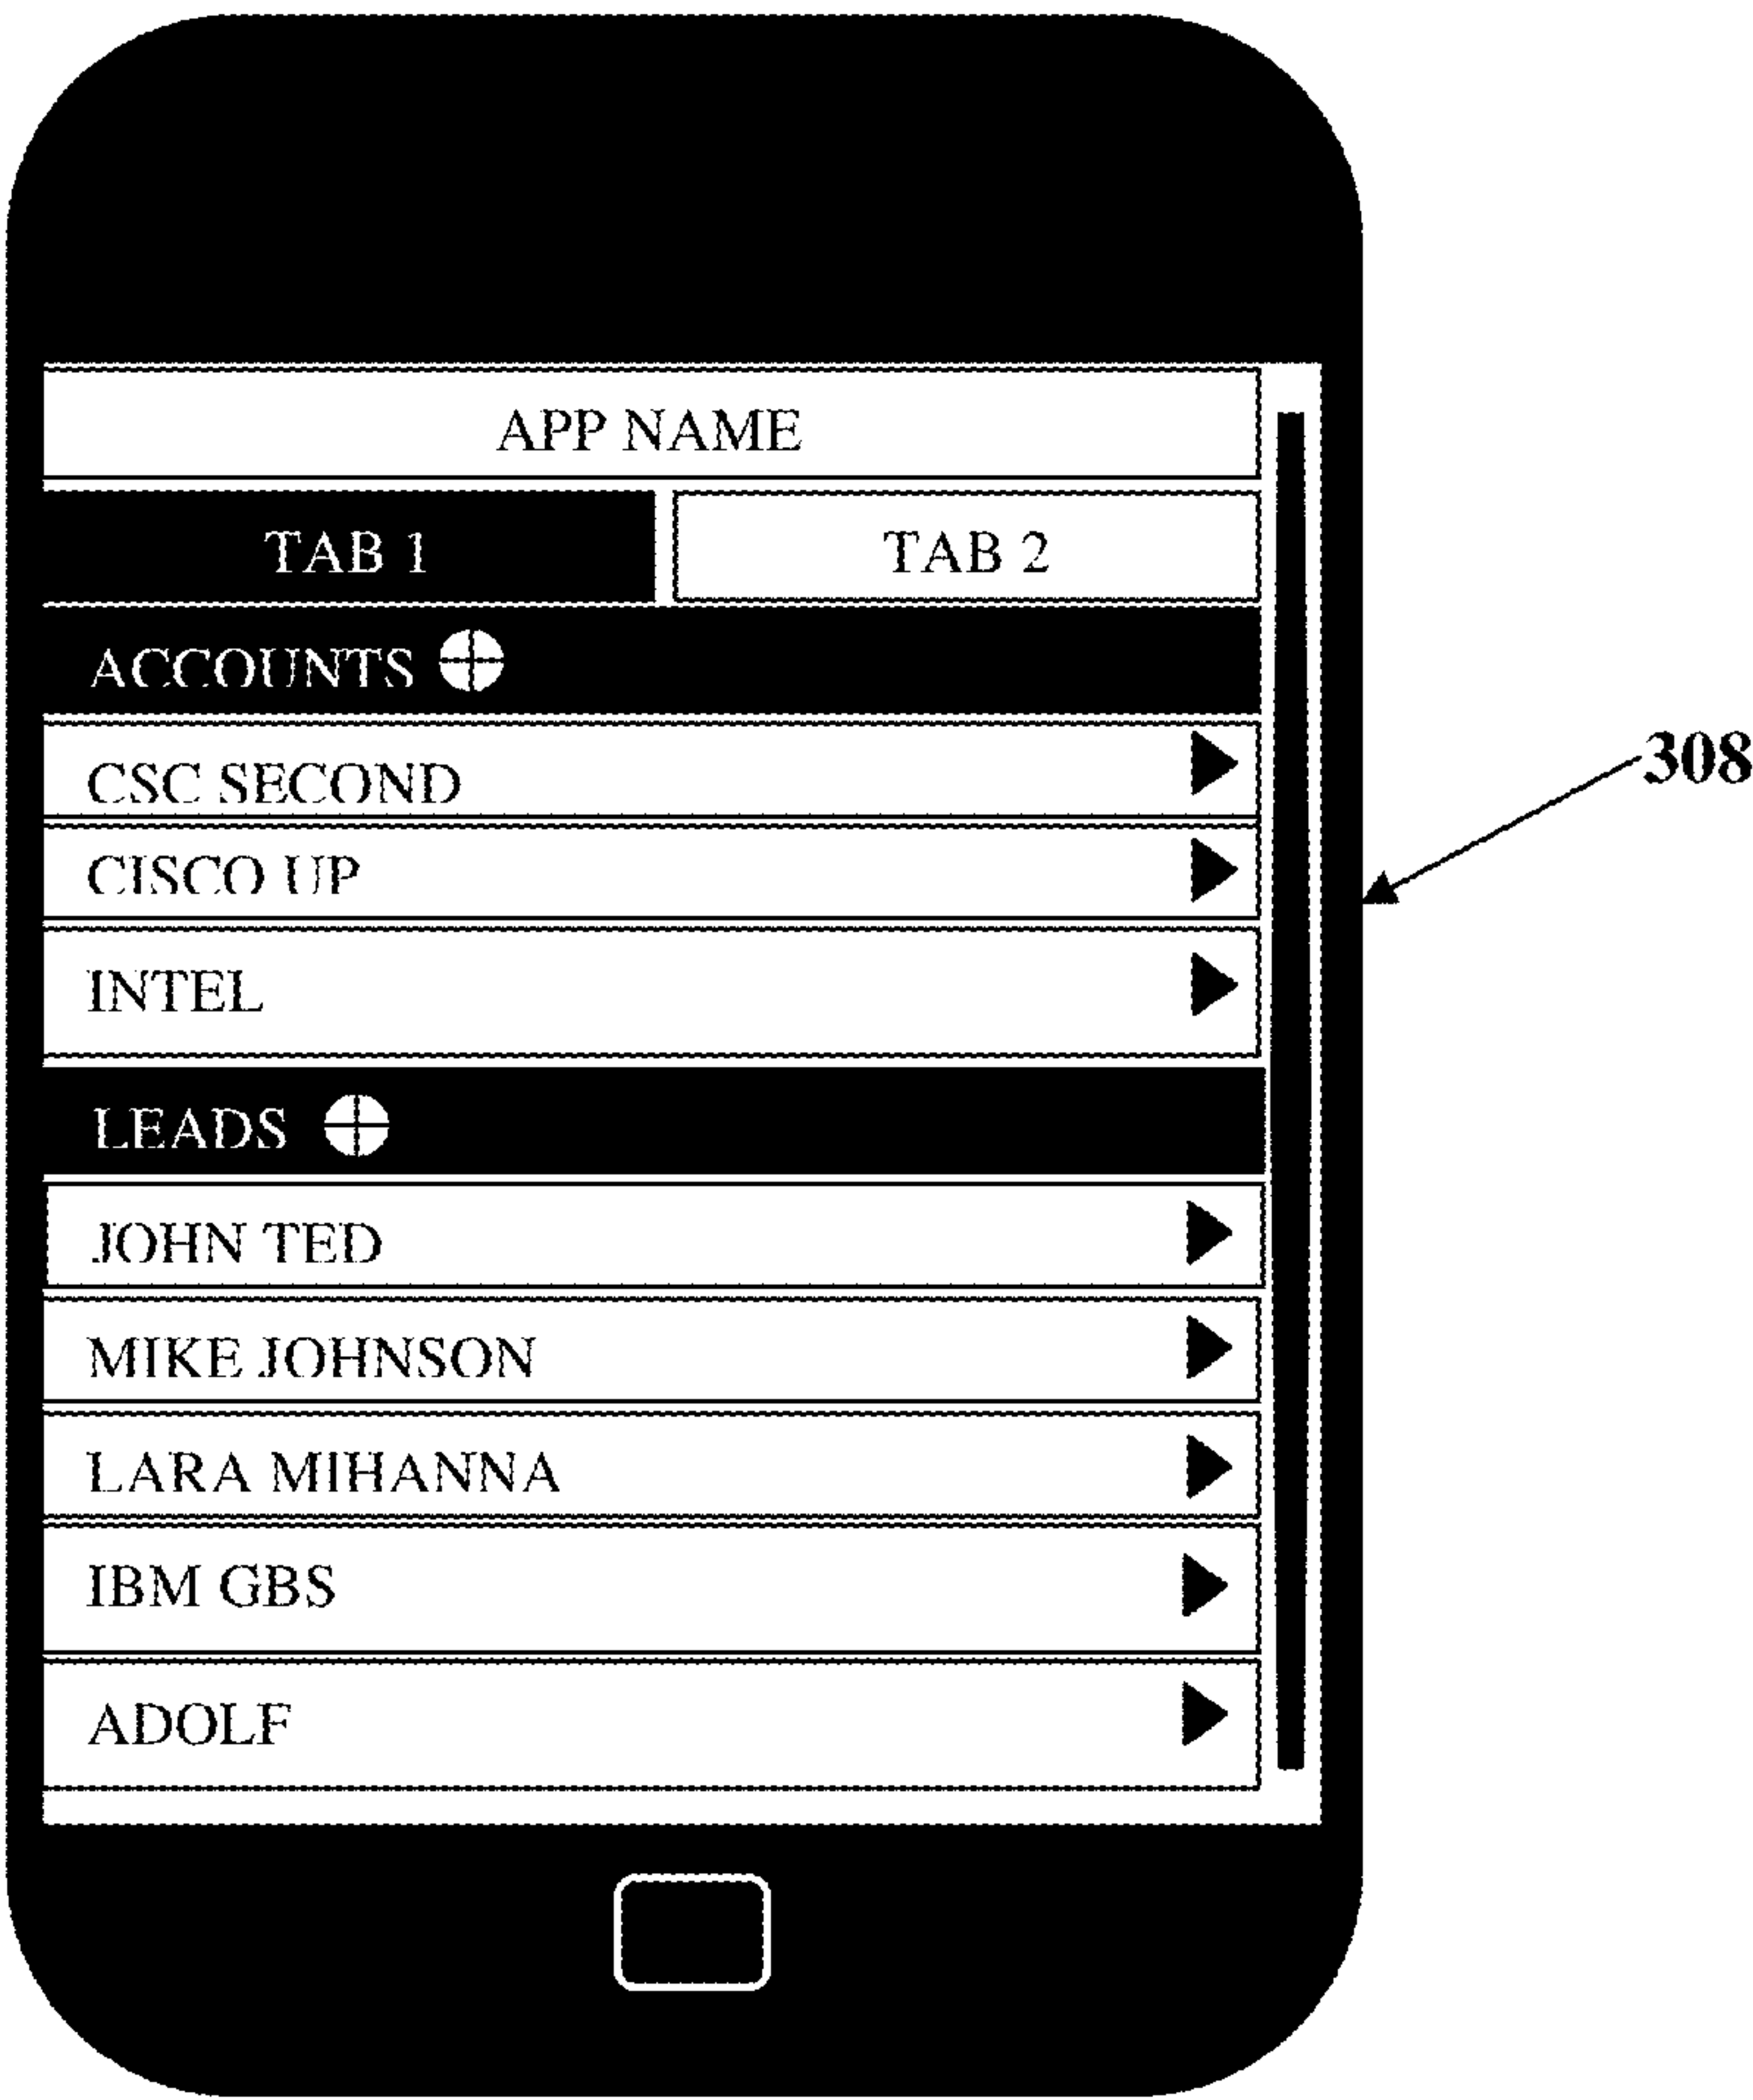 APP NAME
TAB 1 TAB 2
ACCOUNTS
CSC SECOND
308
CISCO UP
INTEL
LEADS
JOHN TED
MIKE JOHNSON
LARA MIHANNA
IBM GBS
ADOLF